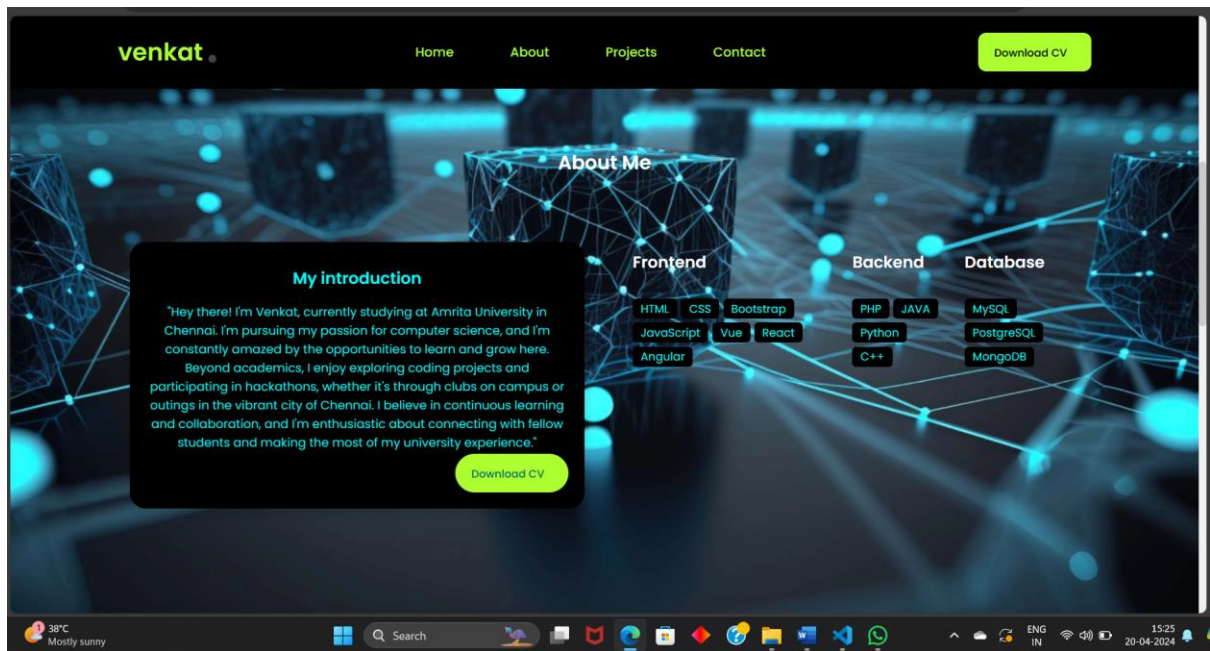 venkat.
Home About Projects Contact
Download CV
About Me
My introduction
"Hey there! I'm Venkat, currently studying at Amrita University in
Chennai. I'm pursuing my passion for computer science, and I'm
constantly amazed by the opportunities to learn and grow here.
Beyond academics, I enjoy exploring coding projects and
participating in hackathons, whether it's through clubs on campus or
outings in the vibrant city of Chennai. I believe in continuous learning
and collaboration, and I'm enthusiastic about connecting with fellow
students and making the most of my university experience."
Download CV
Frontend
HTML CSS Bootstrap
JavaScript Vue React
Angular
Backend
PHP JAVA
Python
C++
Database
MySQL
PostgreSQL
MongoDB
1
38°C
Mostly sunny
Search
ENG
IN
15:25
20-04-2024